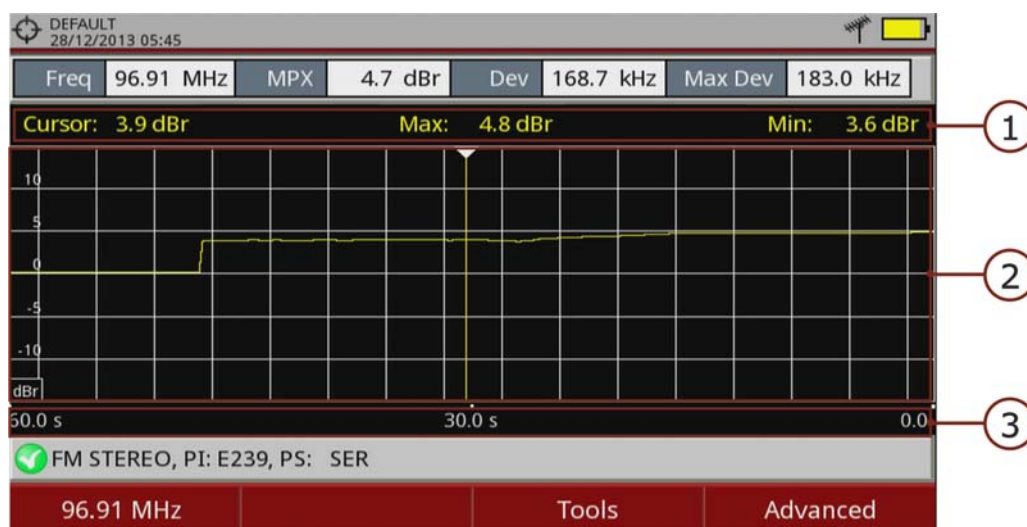 DEFAULT
28/12/2013 05:45
Freq 96.91 MHz MPX 4.7 dBr Dev 168.7 kHz Max Dev 183.0 kHz
Cursor: 3.9 dBr Max: 4.8 dBr Min: 3.6 dBr
1
10
5
0
-5
2
-10
dBr
60.0 s 30.0 s 0.0
3
FM STEREO, PI: E239, PS: SER
96.91 MHz Tools Advanced